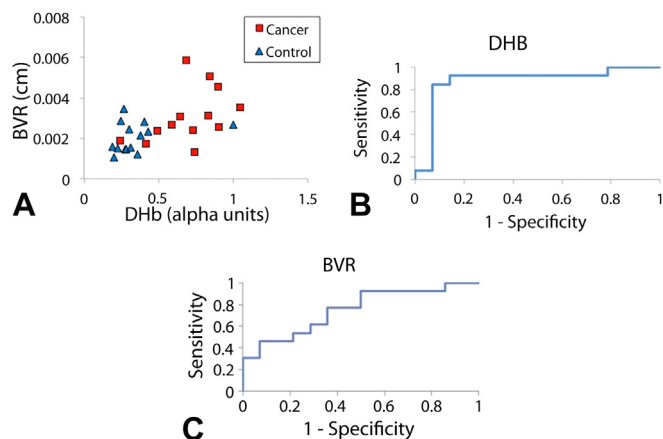 0.008
0.006
0.004
0.002
0
BVR (cm)
Cancer
Control
0
0.5
1
1.5
DHb (alpha units)
A
DHB
1
0.8
0.6
0.4
0.2
0
Sensitivity
0
0.2
0.4
0.6
0.8
1
1 - Specificity
B
BVR
1
0.8
0.6
0.4
0.2
0
Sensitivity
0
0.2
0.4
0.6
0.8
1
1 - Specificity
C